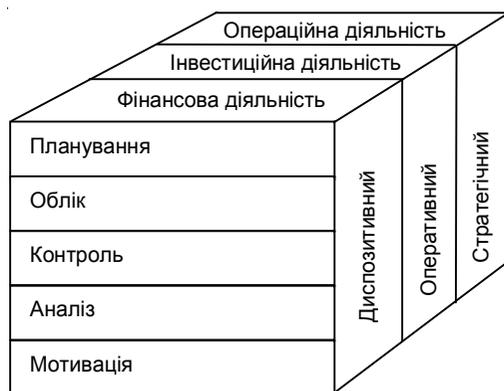 Операційна діяльність
Інвестиційна діяльність
Фінансова діяльність
Планування
Облік
Контроль
Аналіз
Мотивація
Диспозитивний
Оперативний
Стратегічний